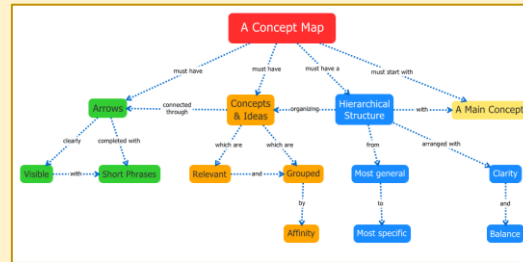 A Concept Map
must have
must have
must have a
must start with
Arrows
connected
through
Concepts
& Ideas
organizing
Hierarchical
Structure
with
A Main Concept
clearly
completed with
which are
which are
from
arranged with
Visible
with
Short Phrases
Relevant
and
Grouped
Most general
Clarity
by
to
and
Affinity
Most specific
Balance